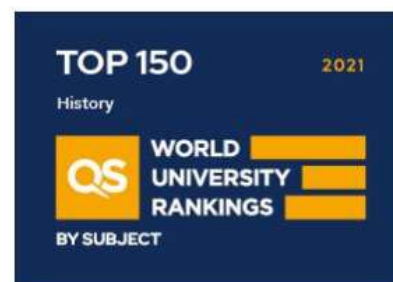 TOP 150
2021
History
QS
WORLD
UNIVERSITY
RANKINGS
BY SUBJECT